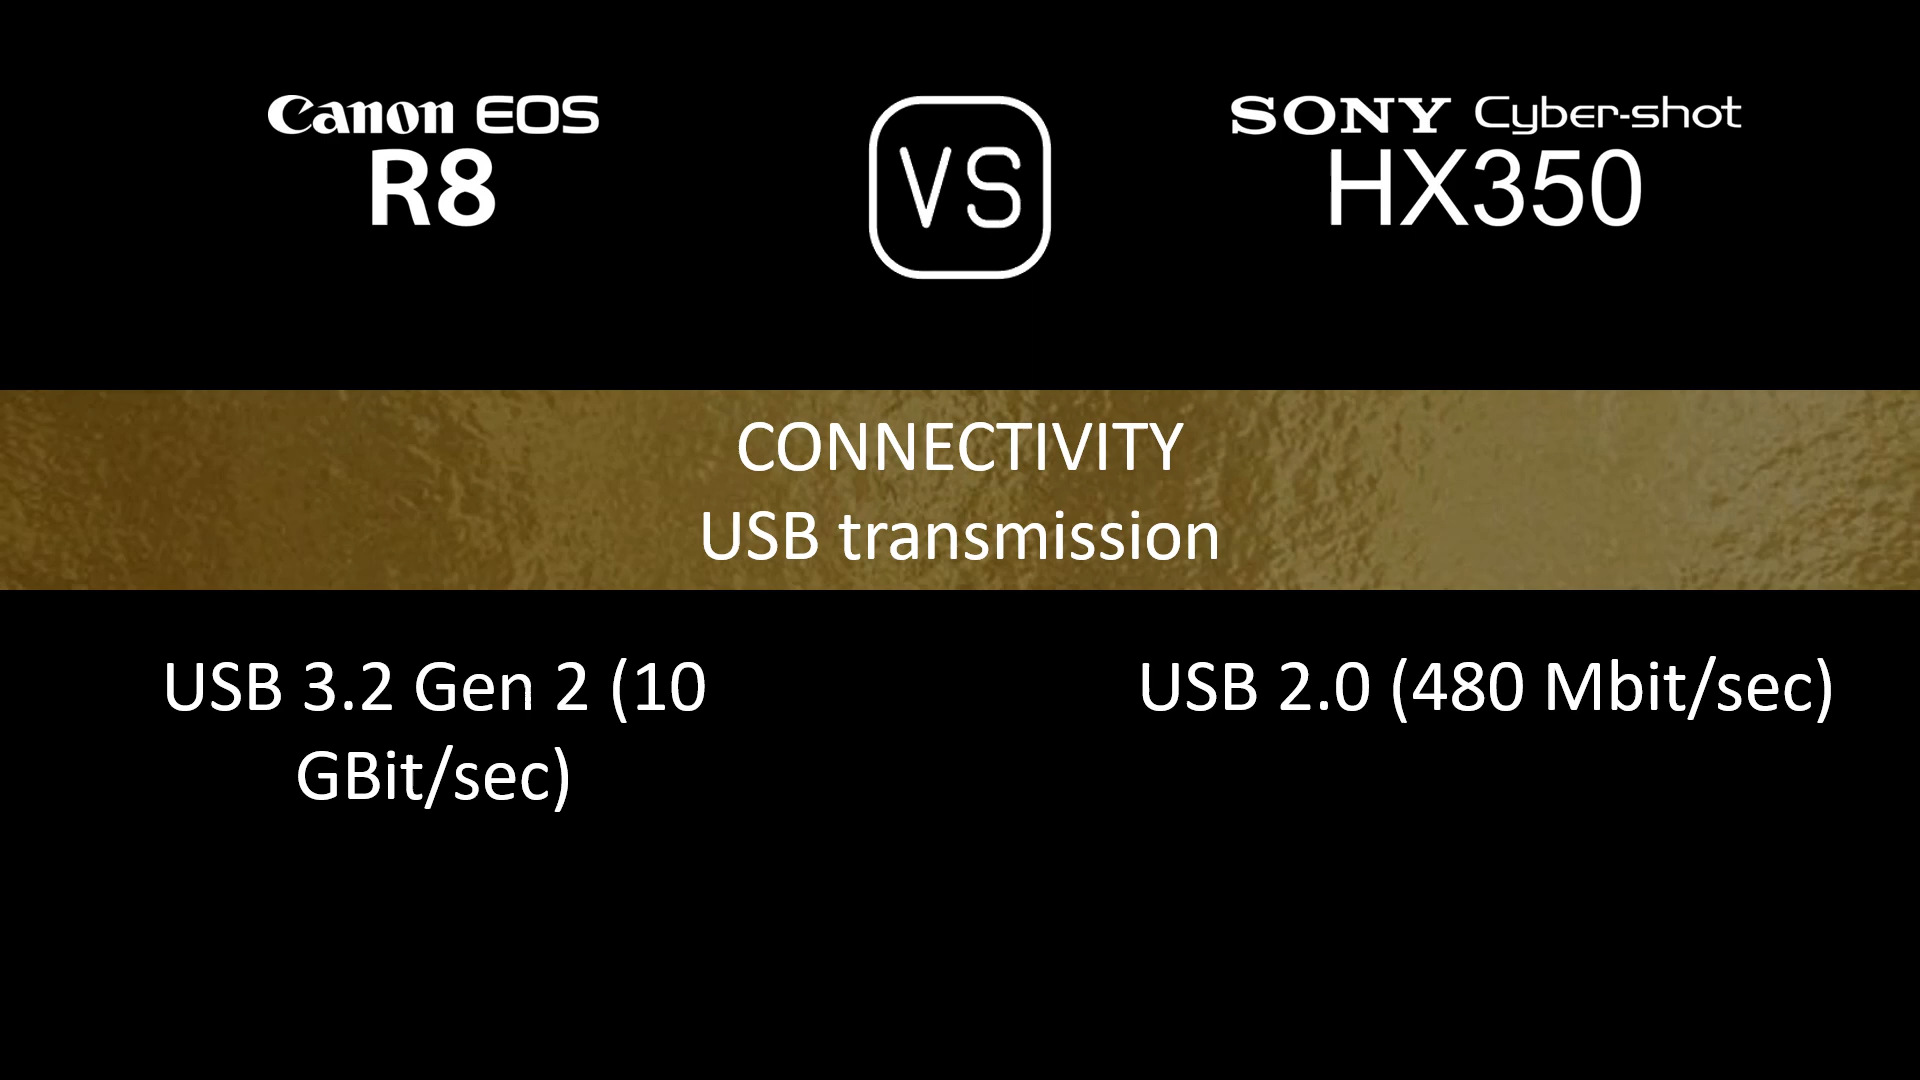 Canon EOS
R8
VS
SONY Cyber-shot
HX350
CONNECTIVITY
USB transmission
USB 3.2 Gen 2 (10
GBit/sec)
USB 2.0 (480 Mbit/sec)